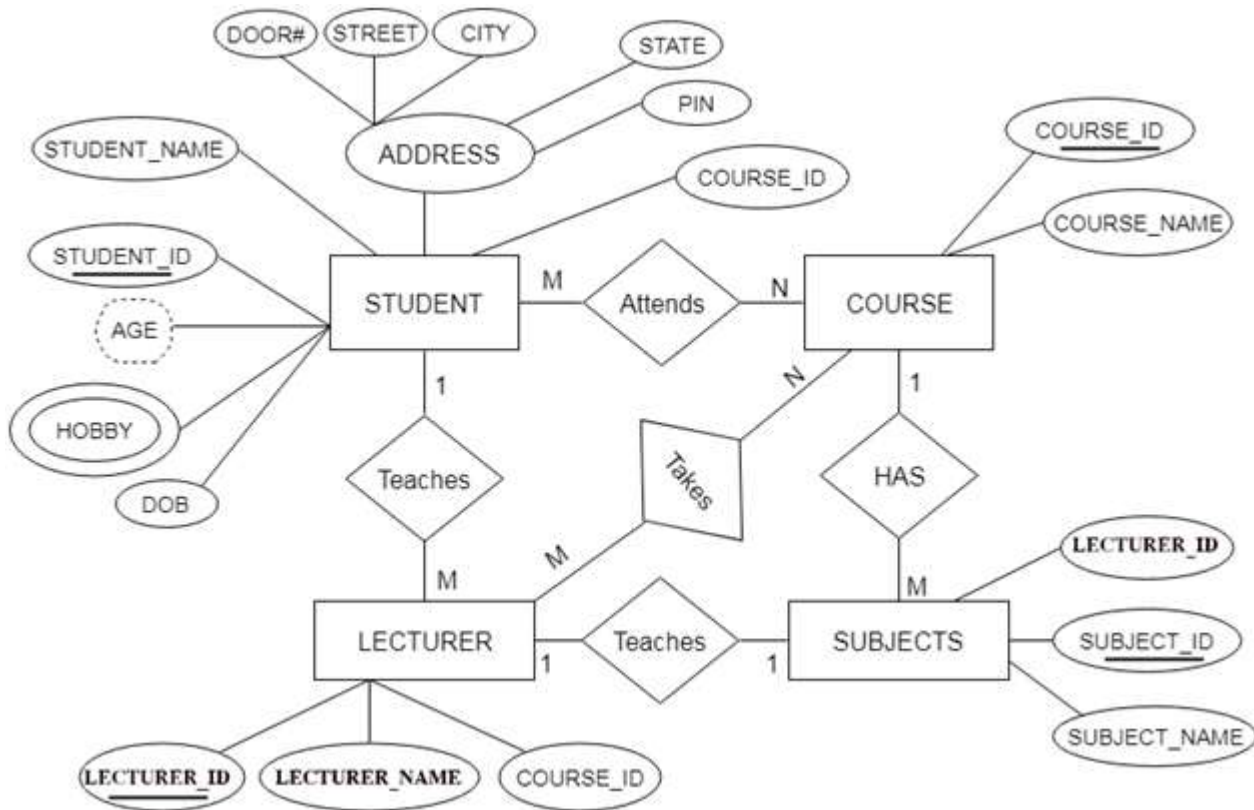 DOOR#
STREET
CITY
STATE
PIN
ADDRESS
STUDENT_NAME
COURSE_ID
COURSE_ID
COURSE_NAME
STUDENT_ID
AGE
HOBBY
DOB
STUDENT
M
Attends
N
COURSE
1
Teaches
M
N
Takes
M
1
HAS
M
LECTURER
1
Teaches
1
SUBJECTS
LECTURER_ID
SUBJECT_ID
SUBJECT_NAME
LECTURER_ID
LECTURER_NAME
COURSE_ID